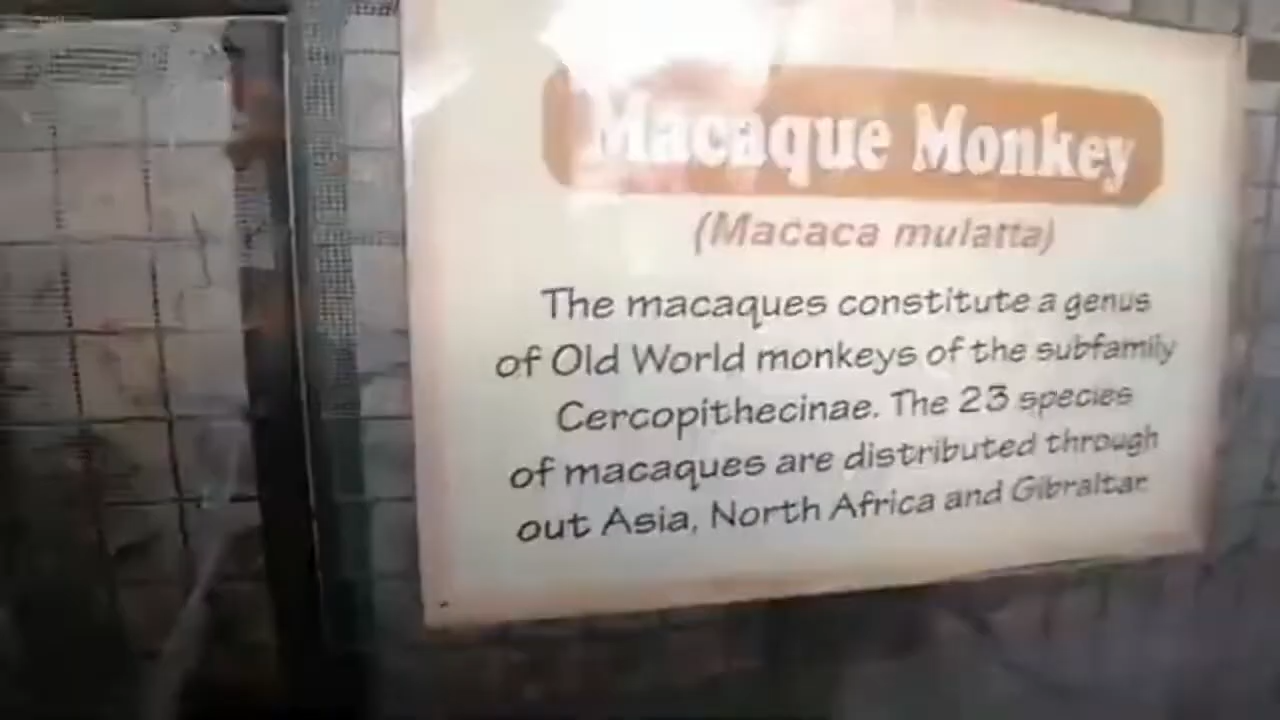 Macaque Monkey
(Macaca mulatta)
The macaques constitute a genus
of Old World monkeys of the subfamily
Cercopithecinae. The 23 species
of macaques are distributed through
out Asia, North Africa and Gibraltar.